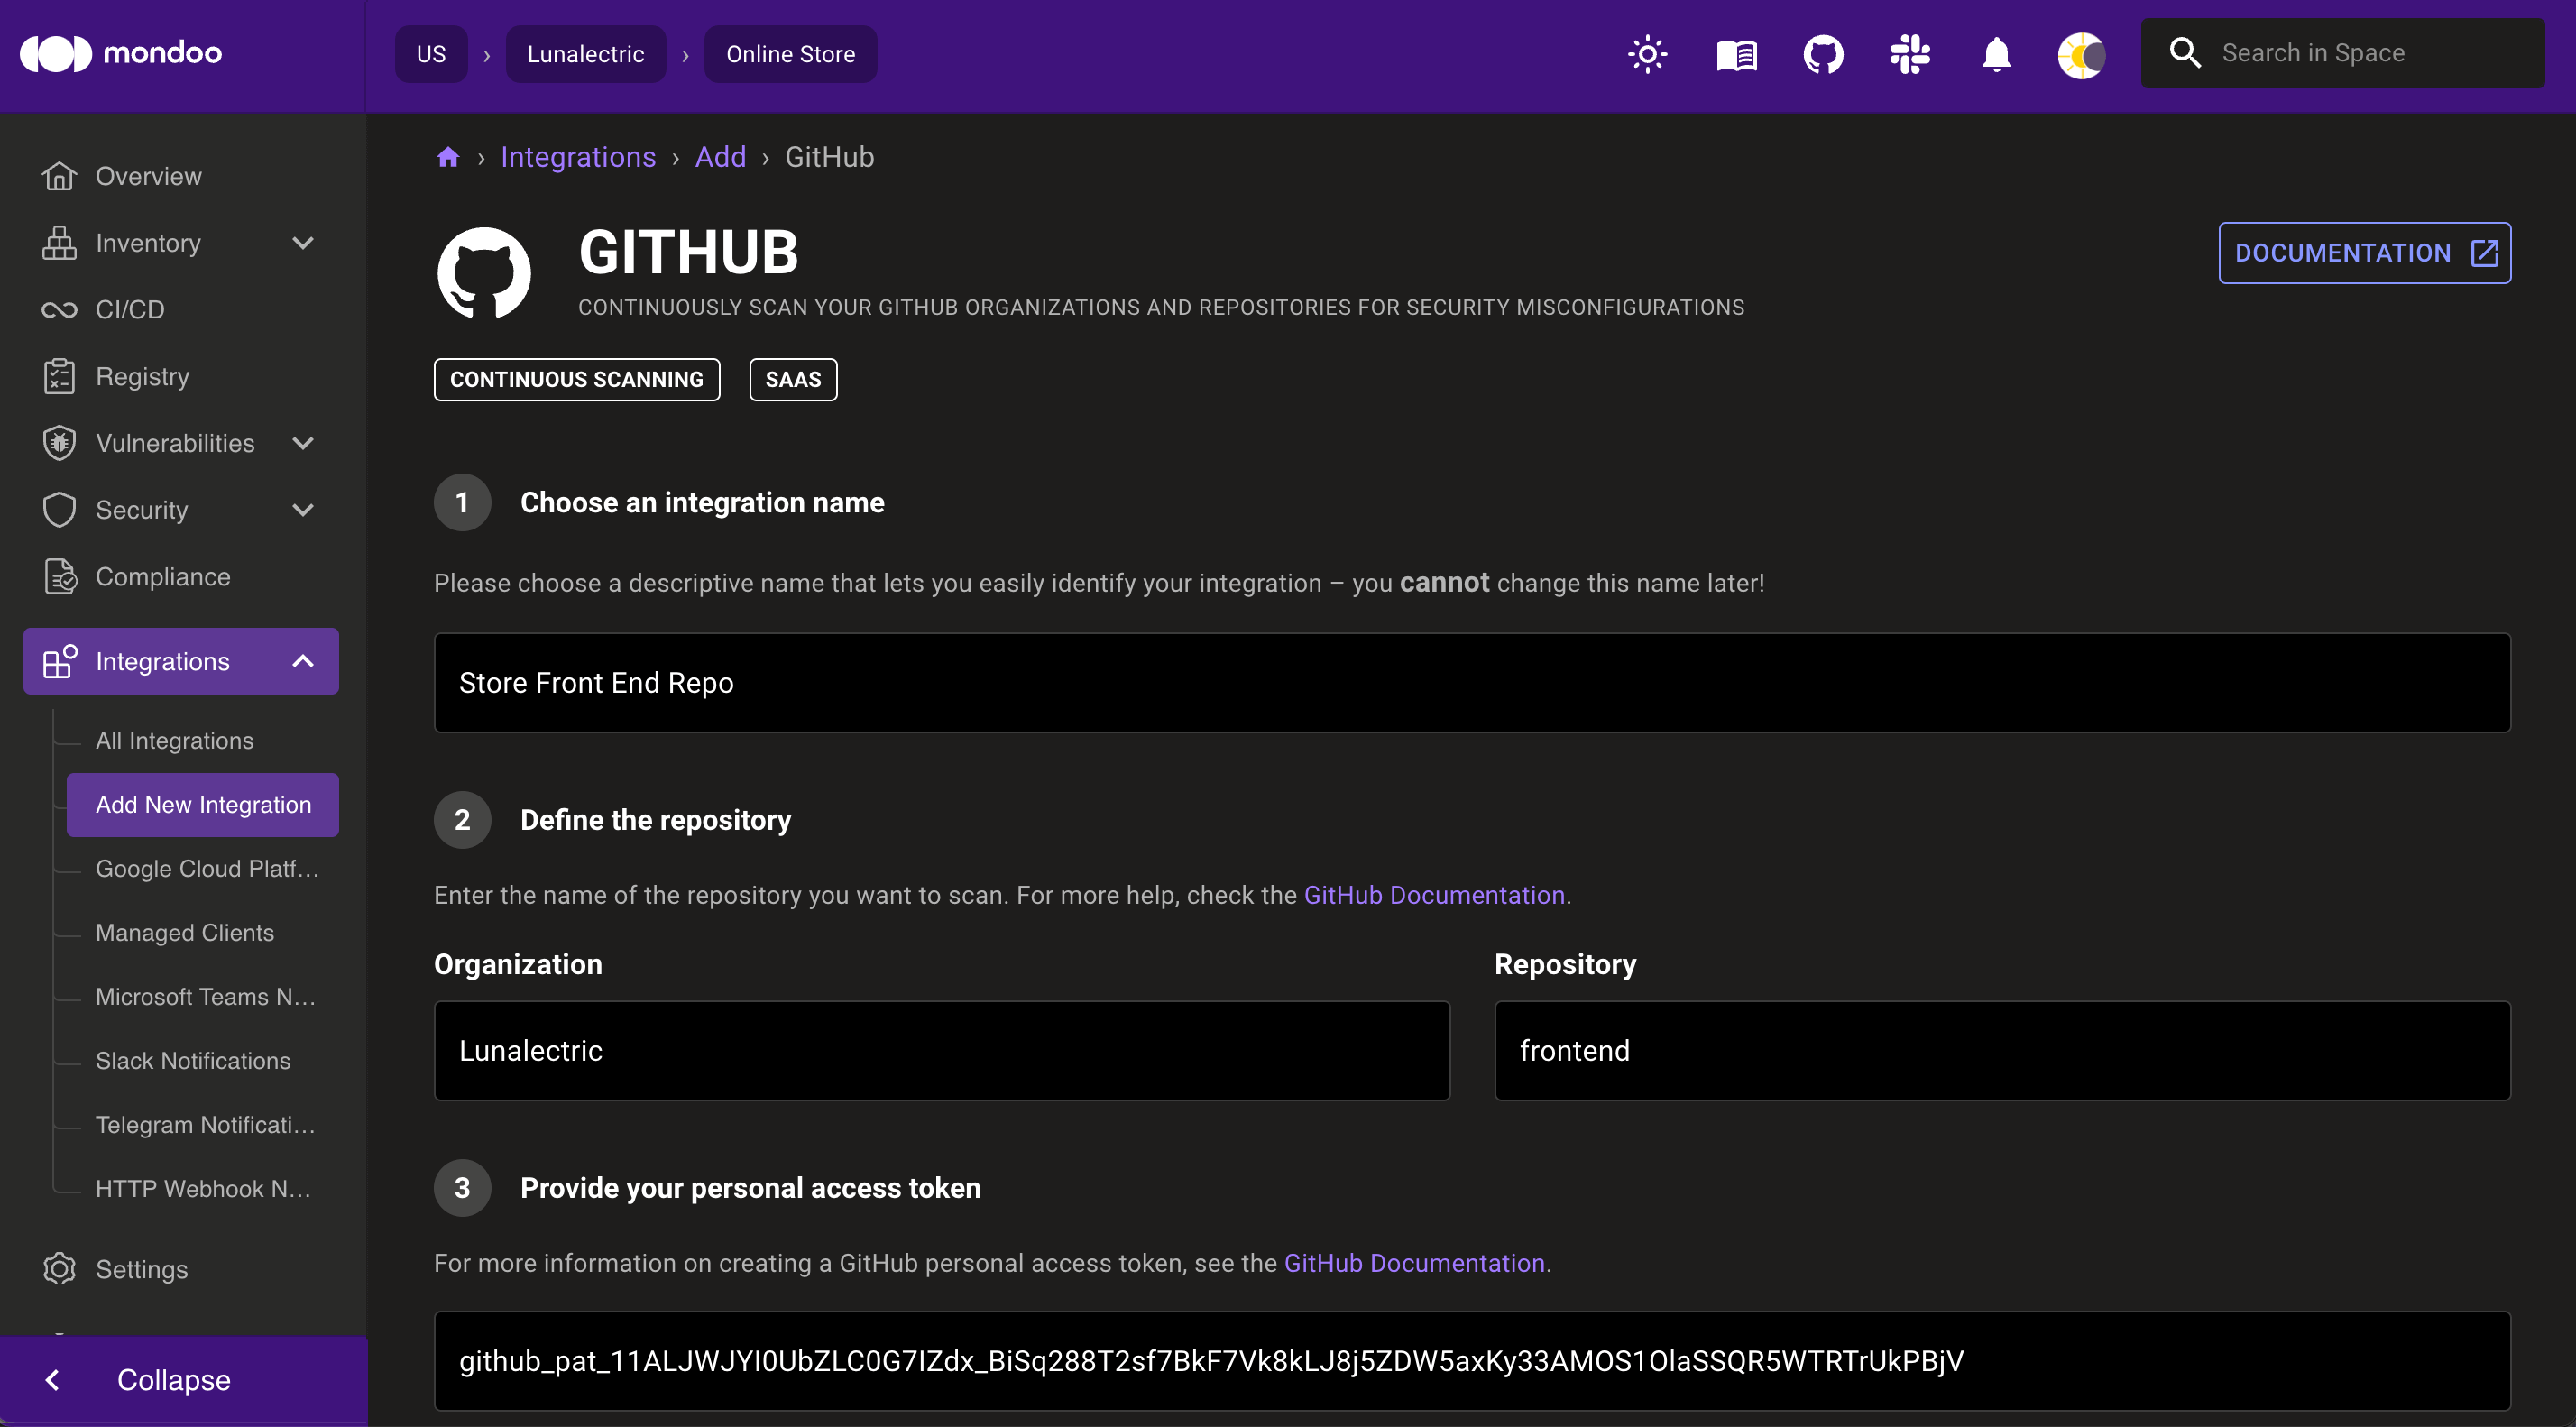 mondoo
US › Lunalectric › Online Store
Search in Space
Overview
Inventory
CI/CD
Registry
Vulnerabilities
Security
Compliance
Integrations
All Integrations
Add New Integration
Google Cloud Platf...
Managed Clients
Microsoft Teams N...
Slack Notifications
Telegram Notificati...
HTTP Webhook N...
Settings
Collapse
› Integrations › Add › GitHub
GITHUB
DOCUMENTATION
CONTINUOUSLY SCAN YOUR GITHUB ORGANIZATIONS AND REPOSITORIES FOR SECURITY MISCONFIGURATIONS
CONTINUOUS SCANNING
SAAS
1 Choose an integration name
Please choose a descriptive name that lets you easily identify your integration – you cannot change this name later!
Store Front End Repo
2 Define the repository
Enter the name of the repository you want to scan. For more help, check the GitHub Documentation.
Organization
Lunalectric
Repository
frontend
3 Provide your personal access token
For more information on creating a GitHub personal access token, see the GitHub Documentation.
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